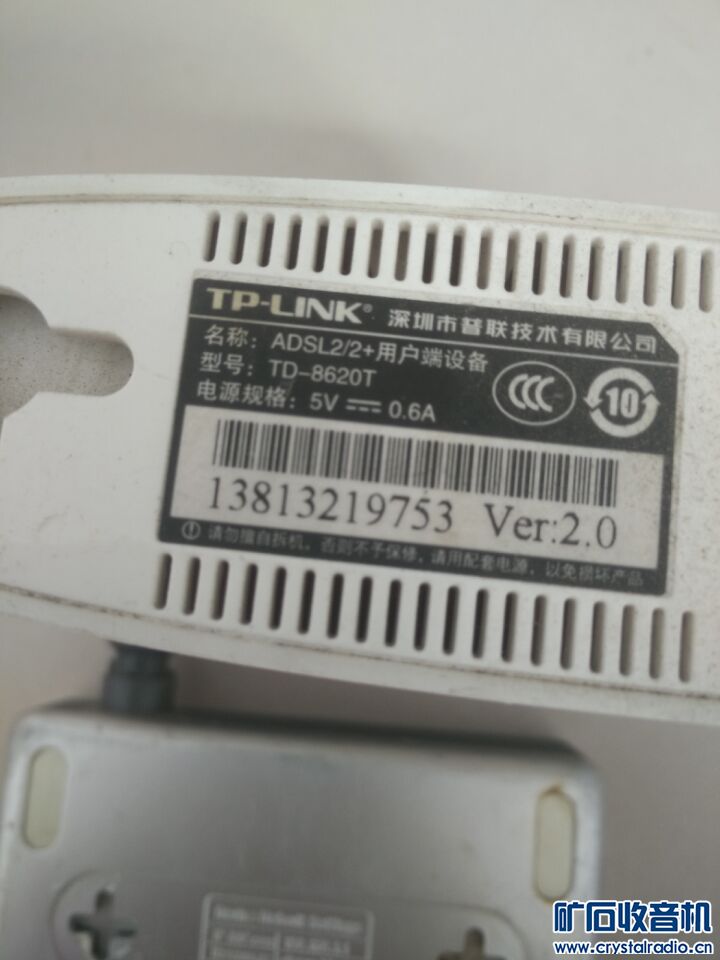 TP-LINK® 深圳市普联技术有限公司
名称：ADSL2/2+用户端设备
型号：TD-8620T
电源规格：5V ⎓ 0.6A
CCC
10
13813219753 Ver:2.0
请勿擅自拆机，否则不予保修，请用配套电源，以免损坏产品
矿石收音机
www.crystalradio.cn